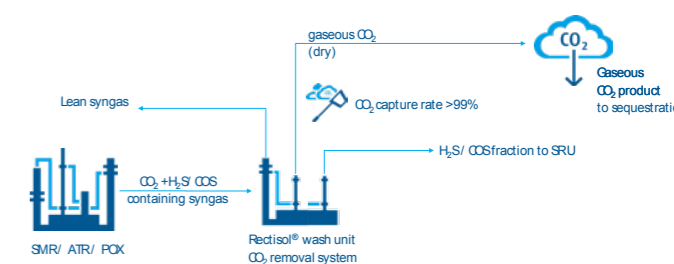 gaseous CO₂
(dry)
CO₂
Gaseous
CO₂ product
to sequestrati
Lean syngas
CO₂ capture rate >99%
H₂S/ COS fraction to SRU
CO₂ +H₂S/ COS
containing syngas
SMR/ ATR/ POX
Rectisol® wash unit
CO₂ removal system